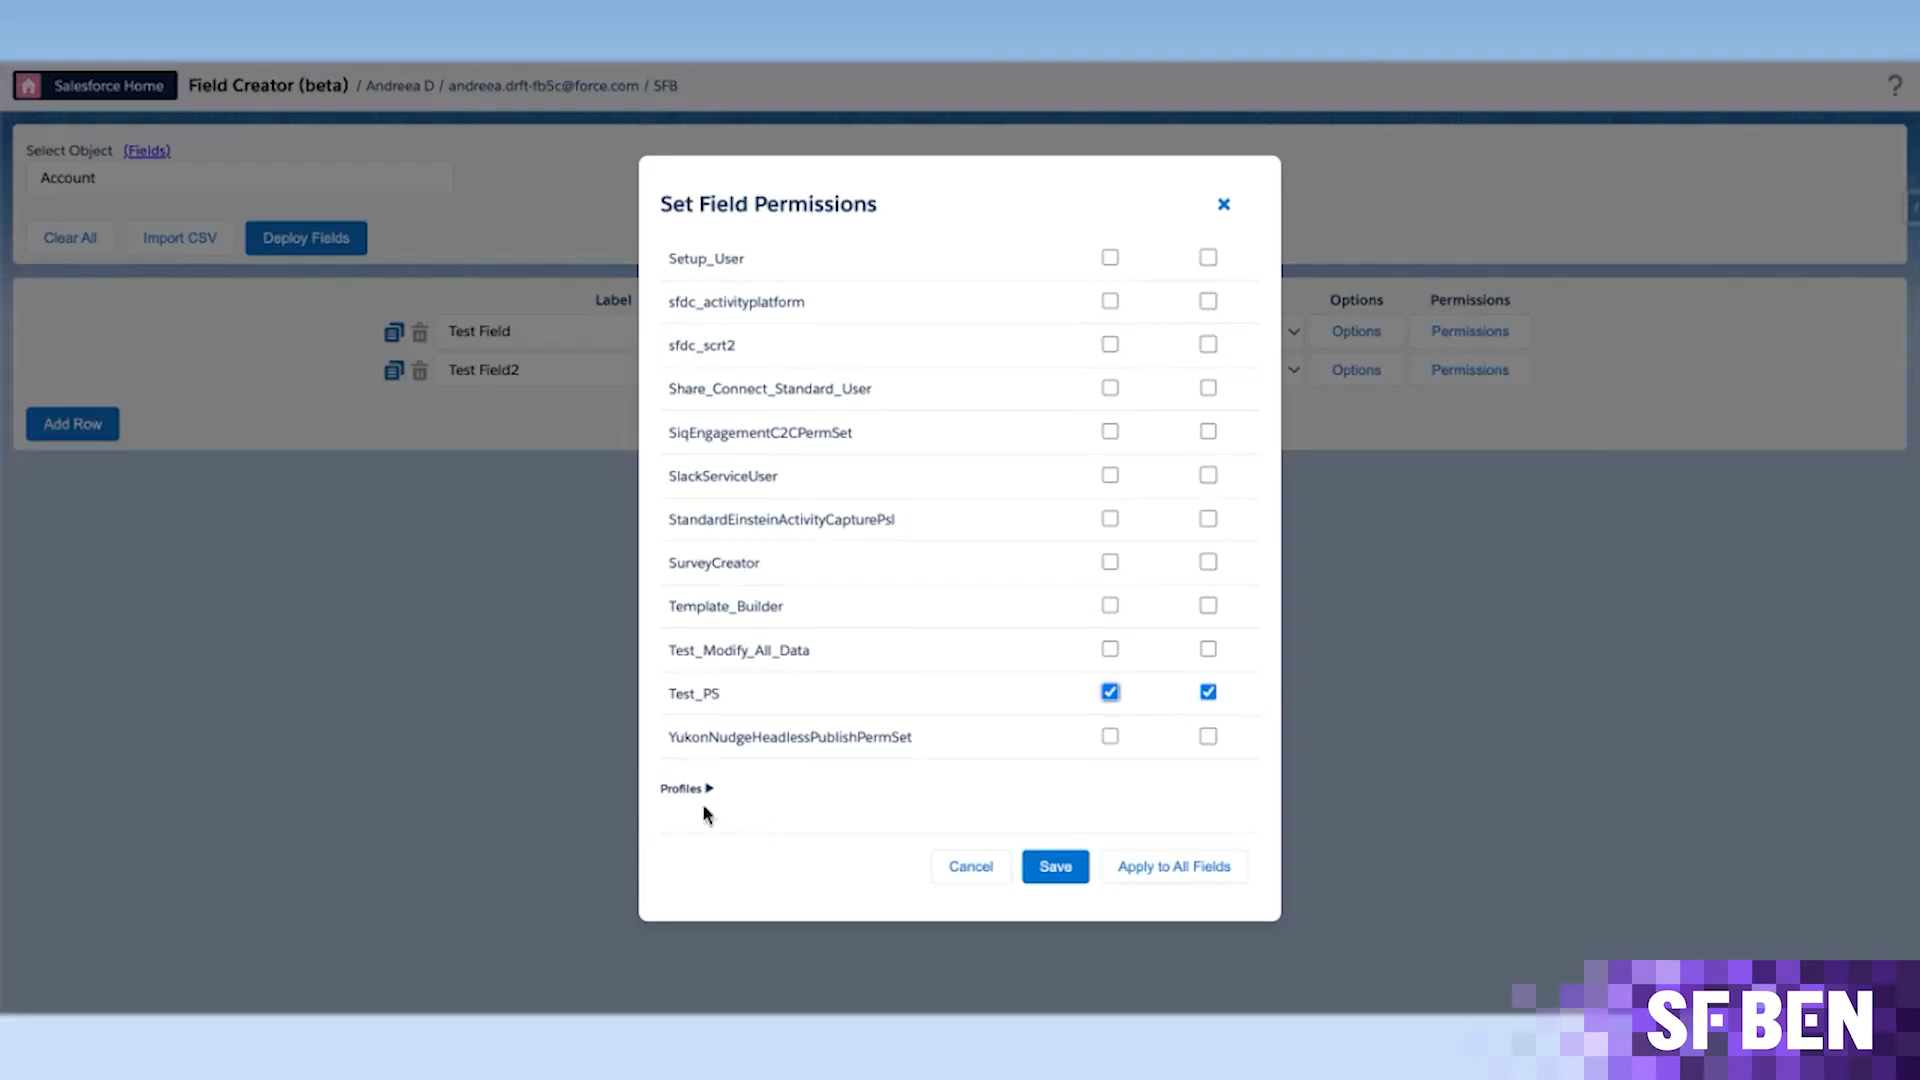 Salesforce Home Field Creator (beta) / Andreea D / andreea.drft-fb5c@force.com / SFB ?
Select Object (Fields)
Account
Clear All Import CSV Deploy Fields
Label Options Permissions
Test Field Options Permissions
Test Field2 Options Permissions
Add Row
Set Field Permissions
Setup_User
sfdc_activityplatform
sfdc_scrt2
Share_Connect_Standard_User
SiqEngagementC2CPermSet
SlackServiceUser
StandardEinsteinActivityCapturePsl
SurveyCreator
Template_Builder
Test_Modify_All_Data
Test_PS
YukonNudgeHeadlessPublishPermSet
Profiles
Cancel Save Apply to All Fields
SF BEN